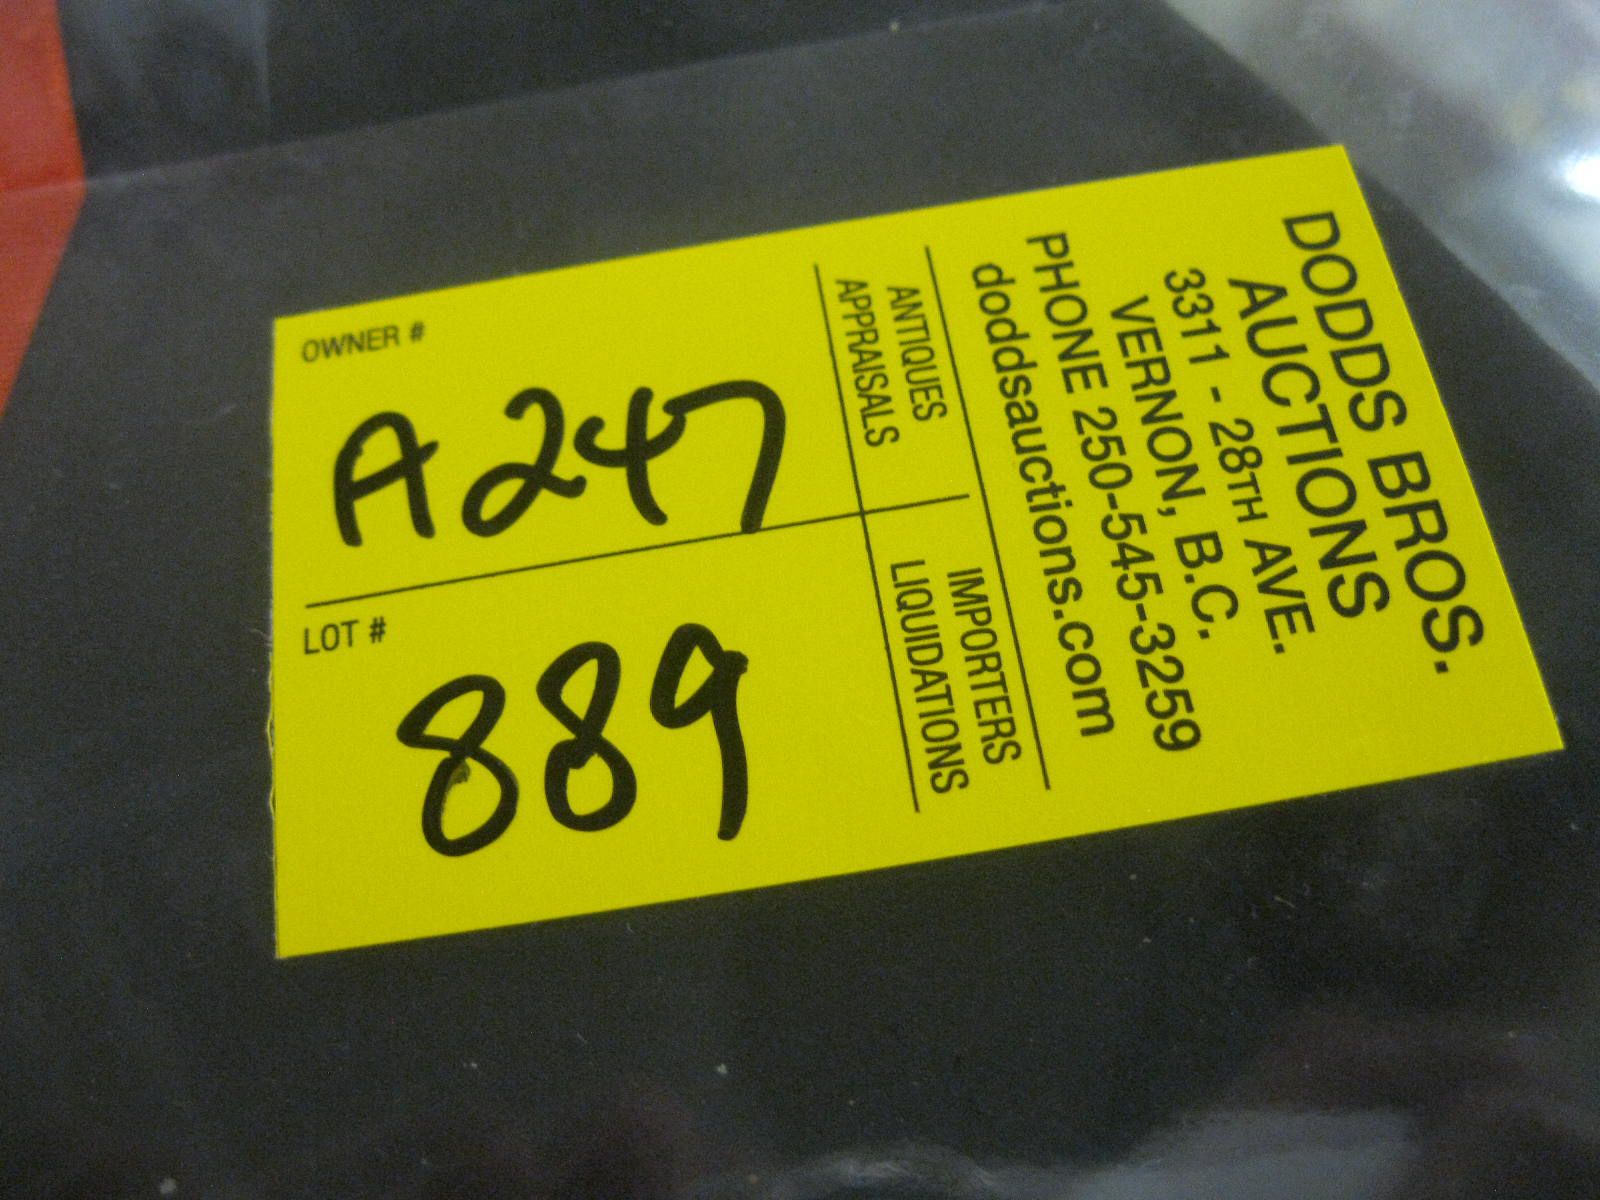 DODDS BROS.
AUCTIONS
3311 - 28TH AVE.
VERNON, B.C.
PHONE 250-545-3259
doddsauctions.com
ANTIQUES
APPRAISALS
IMPORTERS
LIQUIDATIONS
OWNER #
A247
LOT #
889